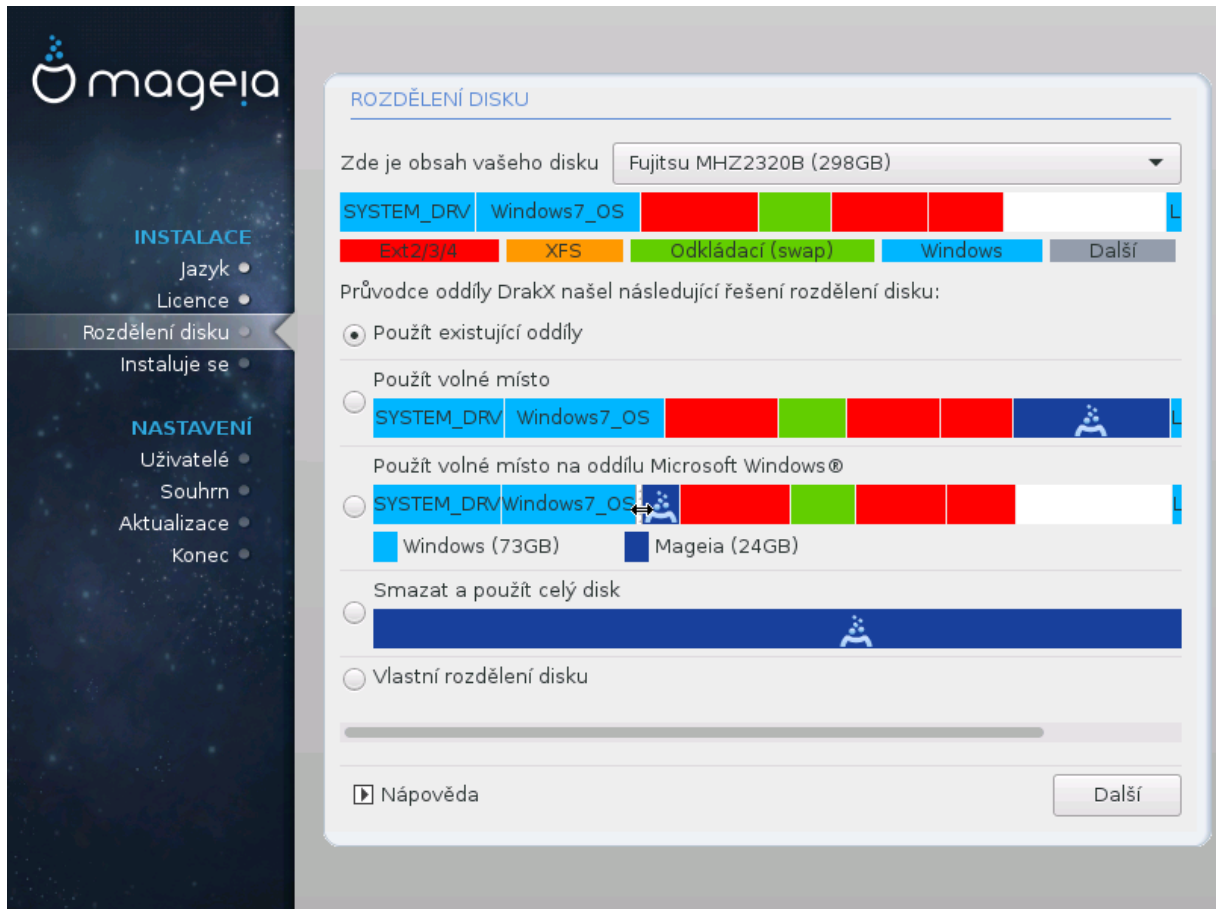 mageia
INSTALACE
Jazyk
Licence
Rozdělení disku
Instaluje se
NASTAVENÍ
Uživatelé
Souhrn
Aktualizace
Konec
ROZDĚLENÍ DISKU
Zde je obsah vašeho disku Fujitsu MHZ2320B (298GB)
SYSTEM_DRV Windows7_OS L
Ext2/3/4 XFS Odkládací (swap) Windows Další
Průvodce oddíly DrakX našel následující řešení rozdělení disku:
Použít existující oddíly
Použít volné místo
SYSTEM_DRV Windows7_OS L
Použít volné místo na oddílu Microsoft Windows®
SYSTEM_DRV Windows7_OS L
Windows (73GB) Mageia (24GB)
Smazat a použít celý disk
Vlastní rozdělení disku
Nápověda
Další